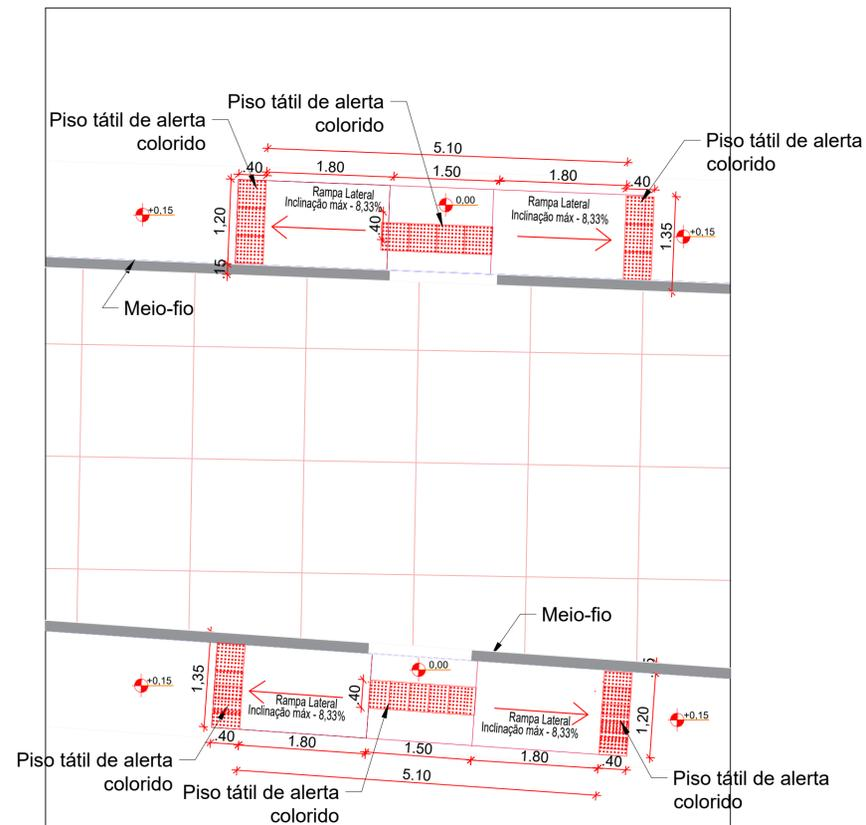 Piso tátil de alerta
colorido
Piso tátil de alerta
colorido
Piso tátil de alerta
colorido
5.10
.40
1.80
1.50
1.80
.40
Rampa Lateral
Inclinação máx - 8,33%
0,00
Rampa Lateral
Inclinação máx - 8,33%
+0,15
1,20
.40
1.35
+0,15
.15
Meio-fio
Meio-fio
+0,15
1,35
0,00
.40
Rampa Lateral
Inclinação máx - 8,33%
Rampa Lateral
Inclinação máx - 8,33%
1,20
+0,15
.40
1.80
1.50
1.80
.40
5.10
Piso tátil de alerta
colorido
Piso tátil de alerta
colorido
Piso tátil de alerta
colorido